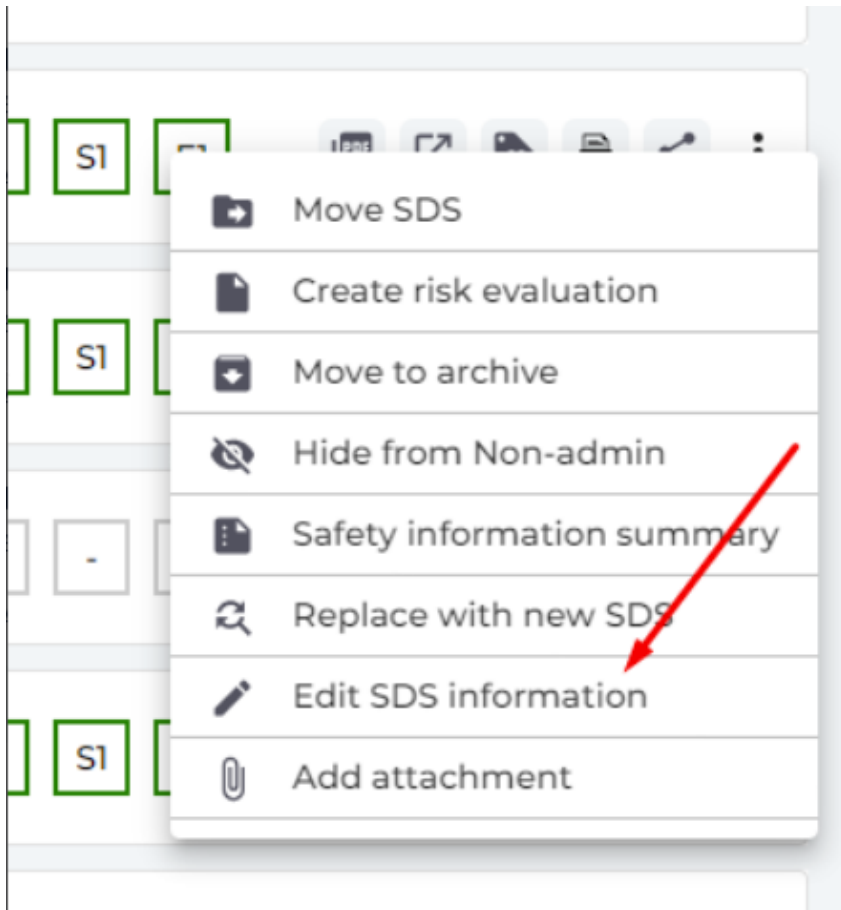 S1
Move SDS
Create risk evaluation
S1
Move to archive
Hide from Non-admin
Safety information summary
-
Replace with new SDS
Edit SDS information
S1
Add attachment